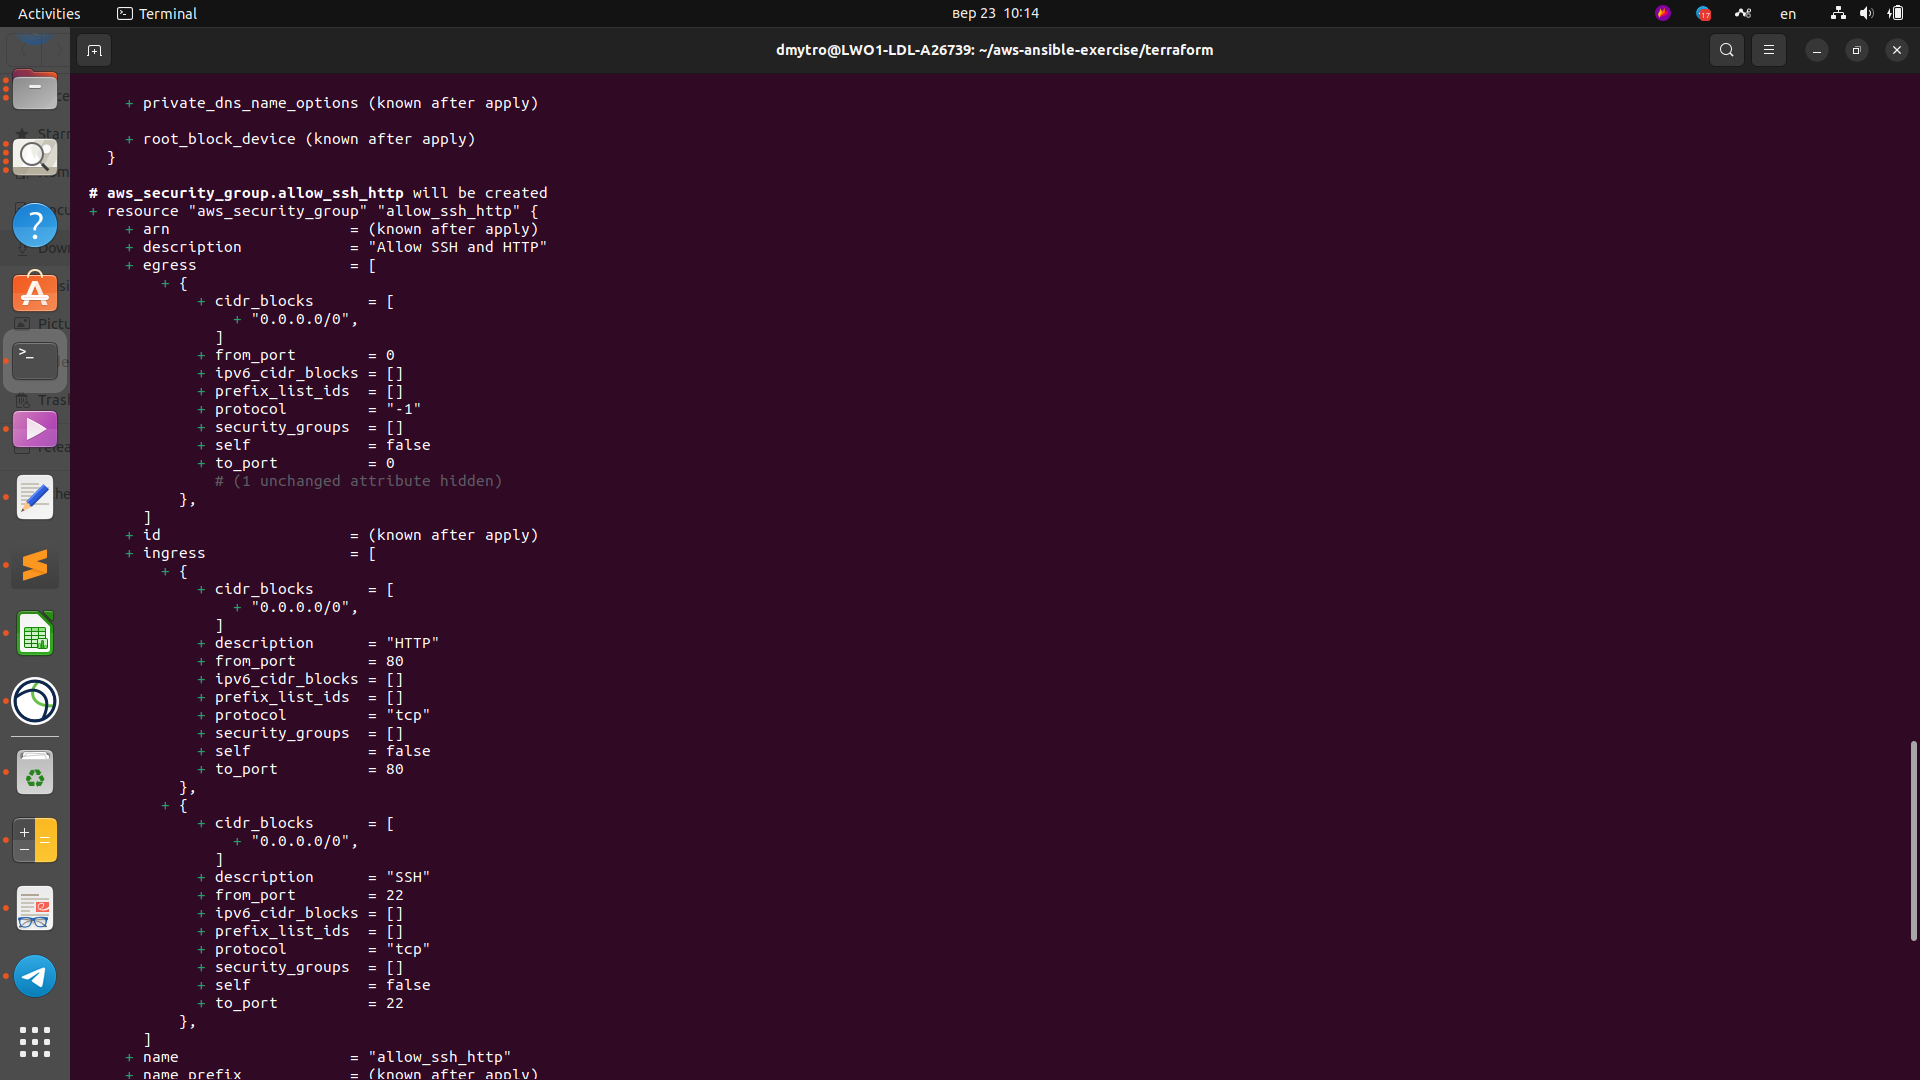 Activities
Terminal
вер 23 10:14
17
en
dmytro@LWO1-LDL-A26739: ~/aws-ansible-exercise/terraform
+ private_dns_name_options (known after apply)
+ root_block_device (known after apply)
}
# aws_security_group.allow_ssh_http will be created
+ resource "aws_security_group" "allow_ssh_http" {
+ arn = (known after apply)
+ description = "Allow SSH and HTTP"
+ egress = [
+ {
+ cidr_blocks = [
+ "0.0.0.0/0",
]
+ from_port = 0
+ ipv6_cidr_blocks = []
+ prefix_list_ids = []
+ protocol = "-1"
+ security_groups = []
+ self = false
+ to_port = 0
# (1 unchanged attribute hidden)
},
]
+ id = (known after apply)
+ ingress = [
+ {
+ cidr_blocks = [
+ "0.0.0.0/0",
]
+ description = "HTTP"
+ from_port = 80
+ ipv6_cidr_blocks = []
+ prefix_list_ids = []
+ protocol = "tcp"
+ security_groups = []
+ self = false
+ to_port = 80
},
+ {
+ cidr_blocks = [
+ "0.0.0.0/0",
]
+ description = "SSH"
+ from_port = 22
+ ipv6_cidr_blocks = []
+ prefix_list_ids = []
+ protocol = "tcp"
+ security_groups = []
+ self = false
+ to_port = 22
},
]
+ name = "allow_ssh_http"
+ name_prefix = (known after apply)